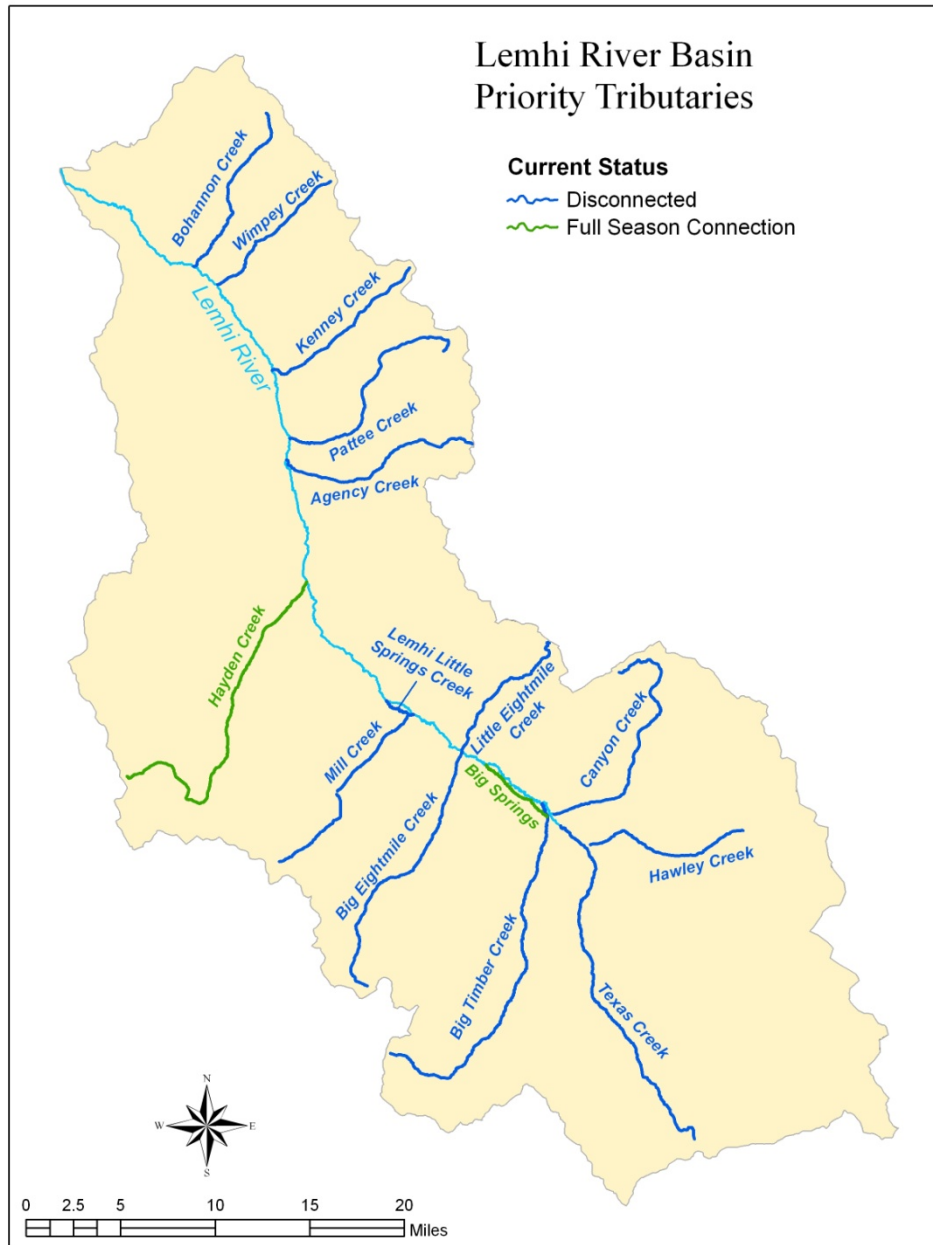 Lemhi River Basin
Priority Tributaries
Current Status
Disconnected
Full Season Connection
Bohannon Creek
Wimpey Creek
Lemhi River
Kenney Creek
Pattee Creek
Agency Creek
Hayden Creek
Lemhi Little
Springs Creek
Little Eightmile
Creek
Mill Creek
Big Springs
Canyon Creek
Big Eightmile Creek
Hawley Creek
Big Timber Creek
Texas Creek
N
W
E
S
0 2.5 5 10 15 20
Miles